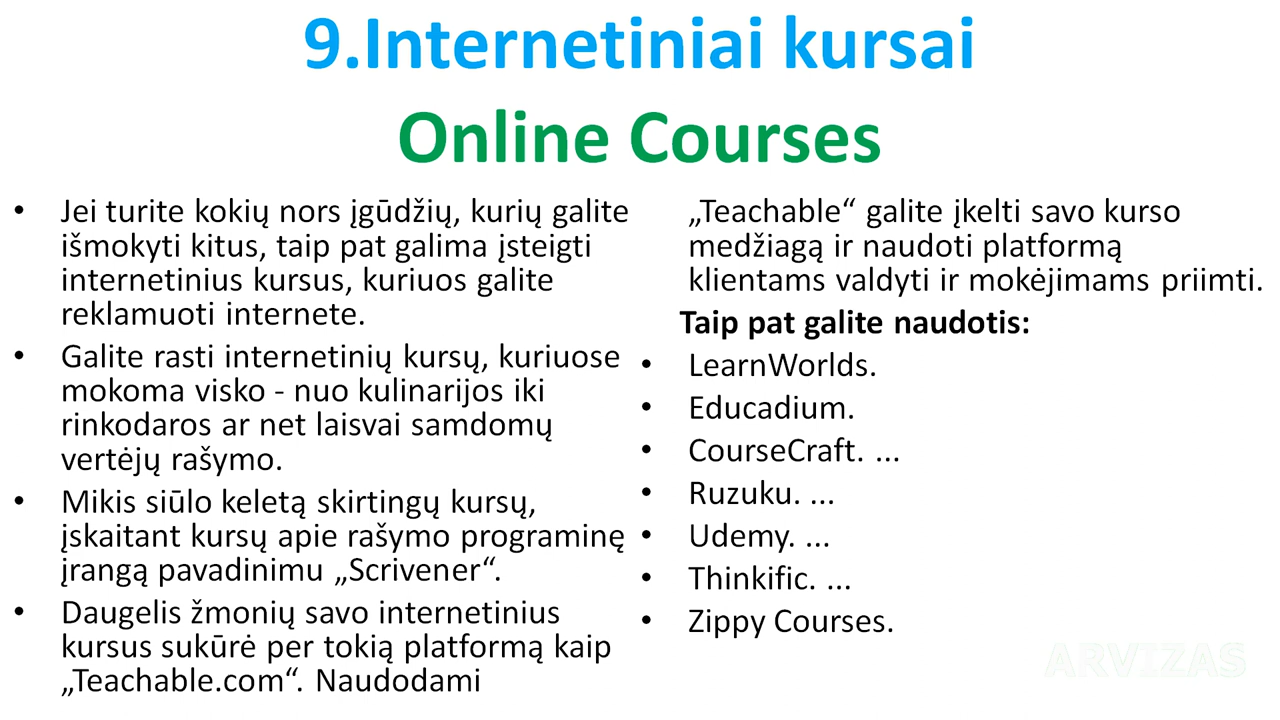 9.Internetiniai kursai
Online Courses
• Jei turite kokių nors įgūdžių, kurių galite
išmokyti kitus, taip pat galima įsteigti
internetinius kursus, kuriuos galite
reklamuoti internete.
• Galite rasti internetinių kursų, kuriuose
mokoma visko - nuo kulinarijos iki
rinkodaros ar net laisvai samdomų
vertėjų rašymo.
• Mikis siūlo keletą skirtingų kursų,
įskaitant kursų apie rašymo programinę
įrangą pavadinimu „Scrivener“.
• Daugelis žmonių savo internetinius
kursus sukūrė per tokią platformą kaip
„Teachable.com“. Naudodami
„Teachable“ galite įkelti savo kurso
medžiagą ir naudoti platformą
klientams valdyti ir mokėjimams priimti.
Taip pat galite naudotis:
• LearnWorlds.
• Educadium.
• CourseCraft. ...
• Ruzuku. ...
• Udemy. ...
• Thinkific. ...
• Zippy Courses.
ARVIZAS